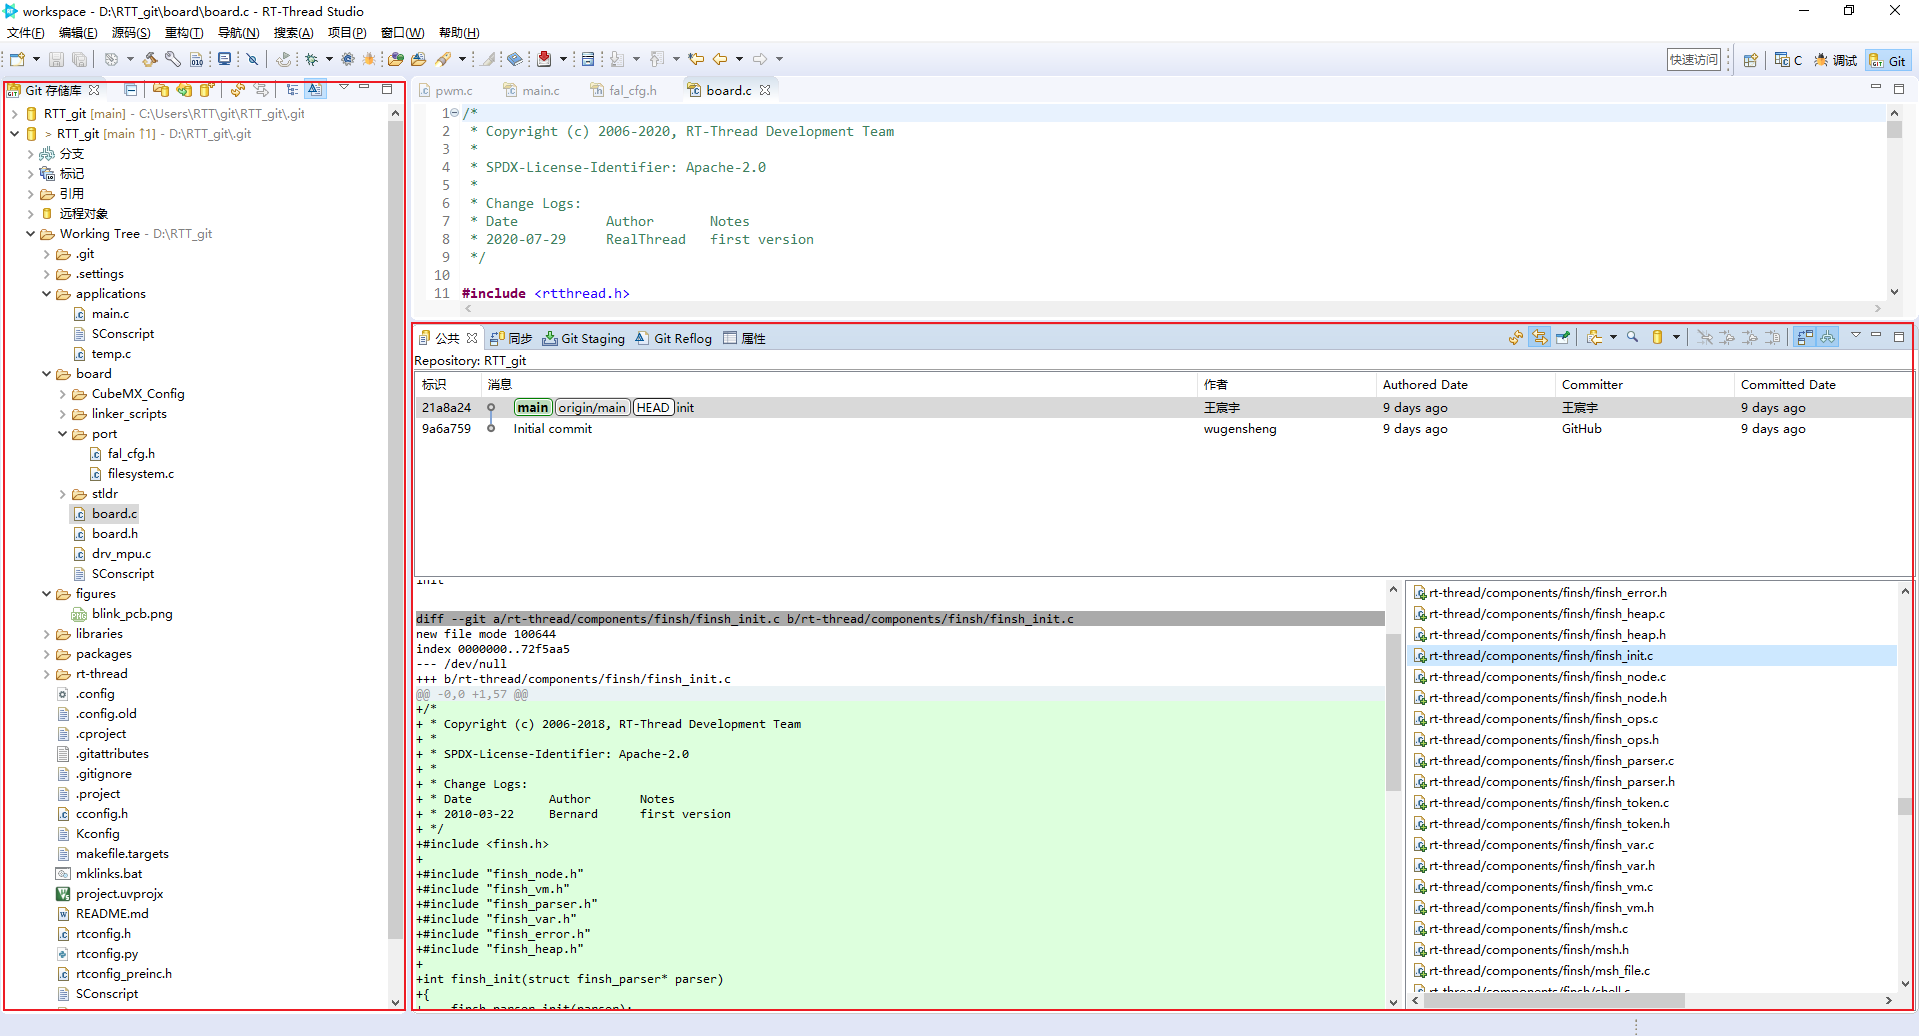 workspace - D:\RTT_git\board\board.c - RT-Thread Studio
文件(F) 编辑(E) 源码(S) 重构(T) 导航(N) 搜索(A) 项目(P) 窗口(W) 帮助(H)
快速访问 C 调试 Git
Git 存储库
RTT_git [main] - C:\Users\RTT\git\RTT_git\.git
> RTT_git [main ↑1] - D:\RTT_git\.git
分支
标记
引用
远程对象
Working Tree - D:\RTT_git
.git
.settings
applications
main.c
SConscript
temp.c
board
CubeMX_Config
linker_scripts
port
fal_cfg.h
filesystem.c
stldr
board.c
board.h
drv_mpu.c
SConscript
figures
blink_pcb.png
libraries
packages
rt-thread
.config
.config.old
.cproject
.gitattributes
.gitignore
.project
cconfig.h
Kconfig
makefile.targets
mklinks.bat
project.uvprojx
README.md
rtconfig.h
rtconfig.py
rtconfig_preinc.h
SConscript
pwm.c main.c fal_cfg.h board.c
1 /*
2 * Copyright (c) 2006-2020, RT-Thread Development Team
3 *
4 * SPDX-License-Identifier: Apache-2.0
5 *
6 * Change Logs:
7 * Date Author Notes
8 * 2020-07-29 RealThread first version
9 */
10
11 #include <rtthread.h>
公共 同步 Git Staging Git Reflog 属性
Repository: RTT_git
标识 消息 作者 Authored Date Committer Committed Date
21a8a24 main origin/main HEAD init 王宸宇 9 days ago 王宸宇 9 days ago
9a6a759 Initial commit wugensheng 9 days ago GitHub 9 days ago
init
diff --git a/rt-thread/components/finsh/finsh_init.c b/rt-thread/components/finsh/finsh_init.c
new file mode 100644
index 0000000..72f5aa5
--- /dev/null
+++ b/rt-thread/components/finsh/finsh_init.c
@@ -0,0 +1,57 @@
+/*
+ * Copyright (c) 2006-2018, RT-Thread Development Team
+ *
+ * SPDX-License-Identifier: Apache-2.0
+ *
+ * Change Logs:
+ * Date Author Notes
+ * 2010-03-22 Bernard first version
+ */
+#include <finsh.h>
+
+#include "finsh_node.h"
+#include "finsh_vm.h"
+#include "finsh_parser.h"
+#include "finsh_var.h"
+#include "finsh_error.h"
+#include "finsh_heap.h"
+
+int finsh_init(struct finsh_parser* parser)
+{
+ finsh_parser_init(parser);
rt-thread/components/finsh/finsh_error.h
rt-thread/components/finsh/finsh_heap.c
rt-thread/components/finsh/finsh_heap.h
rt-thread/components/finsh/finsh_init.c
rt-thread/components/finsh/finsh_node.c
rt-thread/components/finsh/finsh_node.h
rt-thread/components/finsh/finsh_ops.c
rt-thread/components/finsh/finsh_ops.h
rt-thread/components/finsh/finsh_parser.c
rt-thread/components/finsh/finsh_parser.h
rt-thread/components/finsh/finsh_token.c
rt-thread/components/finsh/finsh_token.h
rt-thread/components/finsh/finsh_var.c
rt-thread/components/finsh/finsh_var.h
rt-thread/components/finsh/finsh_vm.c
rt-thread/components/finsh/finsh_vm.h
rt-thread/components/finsh/msh.c
rt-thread/components/finsh/msh.h
rt-thread/components/finsh/msh_file.c
rt-thread/components/finsh/shell.c